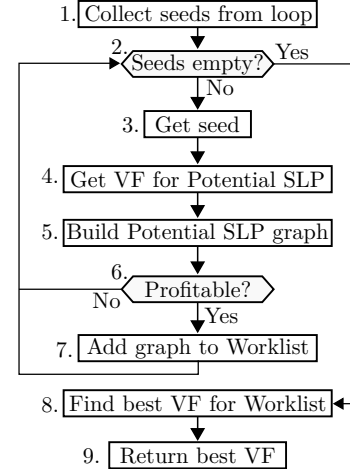 1. Collect seeds from loop
2. Seeds empty? Yes
No
3. Get seed
4. Get VF for Potential SLP
5. Build Potential SLP graph
6. Profitable?
No
Yes
7. Add graph to Worklist
8. Find best VF for Worklist
9. Return best VF